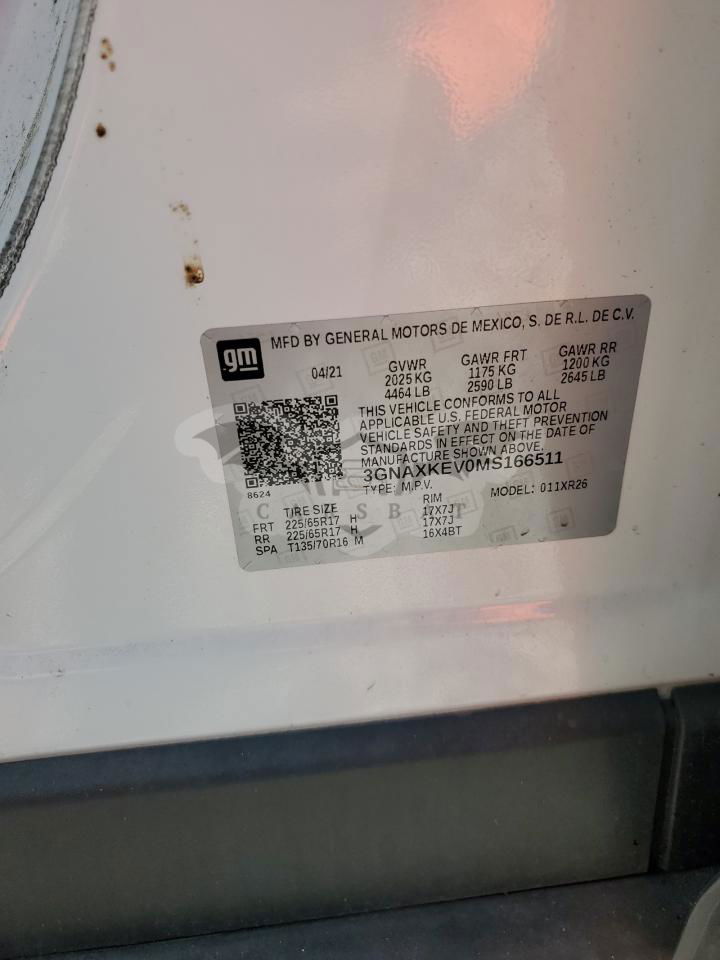 gm
MFD BY GENERAL MOTORS DE MEXICO, S. DE R.L. DE C.V.
04/21 GVWR GAWR FRT GAWR RR
2025 KG 1175 KG 1200 KG
4464 LB 2590 LB 2645 LB
THIS VEHICLE CONFORMS TO ALL
APPLICABLE U.S. FEDERAL MOTOR
VEHICLE SAFETY AND THEFT PREVENTION
STANDARDS IN EFFECT ON THE DATE OF
MANUFACTURE SHOWN ABOVE.
3GNAXKEV0MS166511
8624 TYPE: M.P.V. MODEL: 011XR26
TIRE SIZE RIM
FRT 225/65R17 H 17X7J
RR 225/65R17 H 17X7J
SPA T135/70R16 M 16X4BT